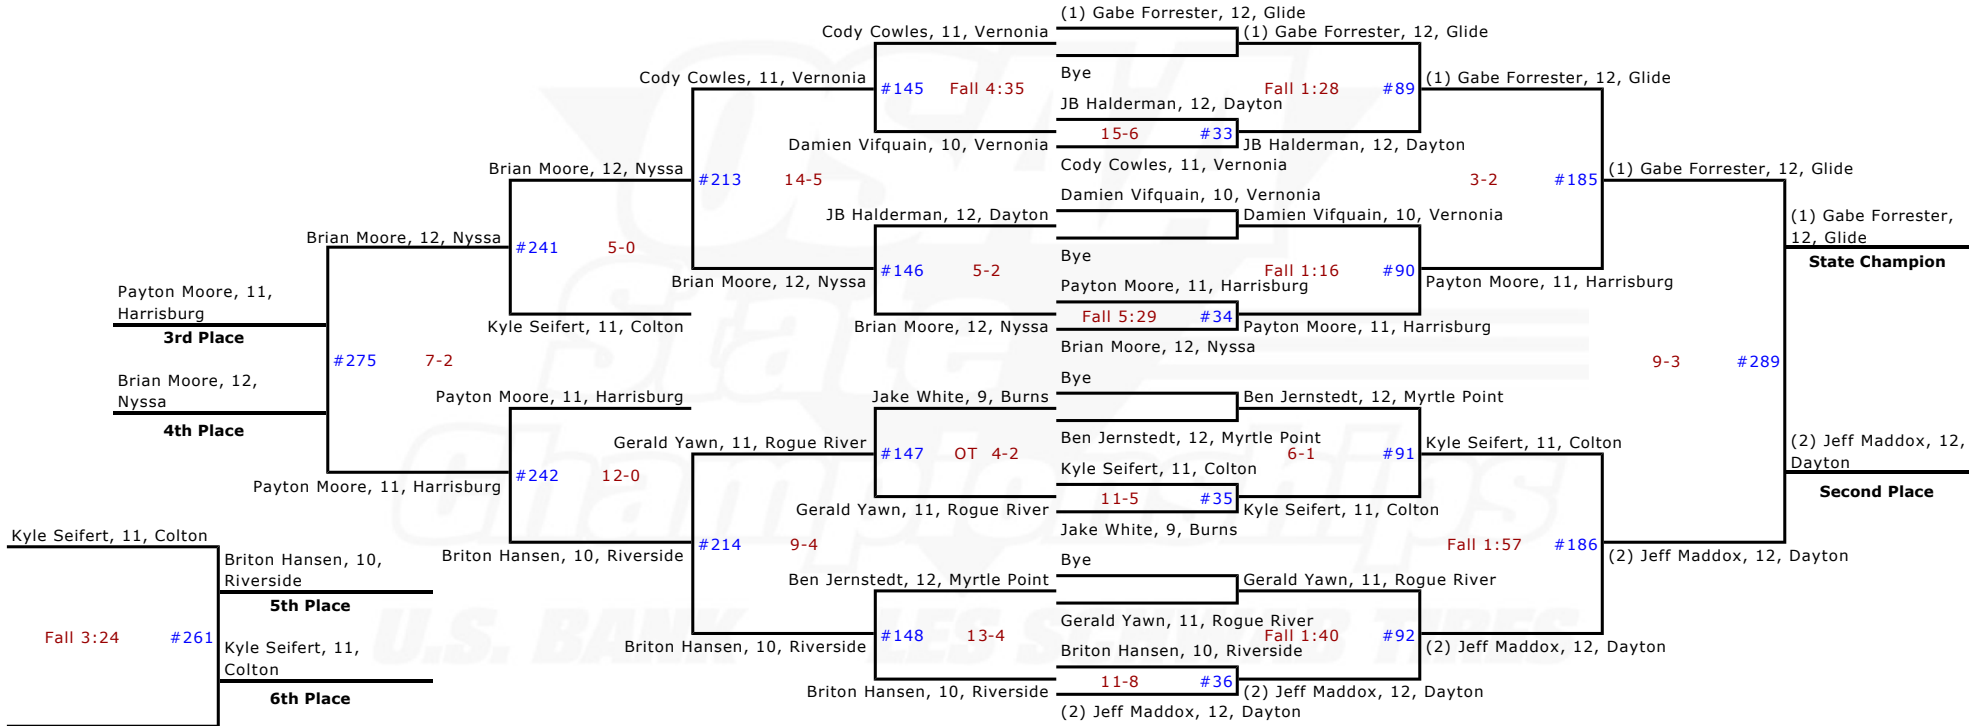 (1) Gabe Forrester, 12, Glide
Cody Cowles, 11, Vernonia
(1) Gabe Forrester, 12, Glide
Cody Cowles, 11, Vernonia
Bye
(1) Gabe Forrester, 12, Glide
#145 Fall 4:35
Fall 1:28 #89
JB Halderman, 12, Dayton
15-6 #33
Damien Vifquain, 10, Vernonia
JB Halderman, 12, Dayton
Brian Moore, 12, Nyssa
Cody Cowles, 11, Vernonia
(1) Gabe Forrester, 12, Glide
#213 14-5
3-2 #185
Damien Vifquain, 10, Vernonia
JB Halderman, 12, Dayton
Damien Vifquain, 10, Vernonia
(1) Gabe Forrester,
12, Glide
State Champion
Brian Moore, 12, Nyssa
#241 5-0
Bye
#146 5-2
Fall 1:16 #90
Brian Moore, 12, Nyssa
Payton Moore, 11, Harrisburg
Payton Moore, 11, Harrisburg
Payton Moore, 11,
Harrisburg
3rd Place
Fall 5:29 #34
Kyle Seifert, 11, Colton
Brian Moore, 12, Nyssa
Payton Moore, 11, Harrisburg
Brian Moore, 12, Nyssa
#275 7-2
9-3 #289
Brian Moore, 12,
Nyssa
4th Place
Bye
Payton Moore, 11, Harrisburg
Jake White, 9, Burns
Ben Jernstedt, 12, Myrtle Point
Ben Jernstedt, 12, Myrtle Point
Gerald Yawn, 11, Rogue River
Kyle Seifert, 11, Colton
#147 OT 4-2
6-1 #91
(2) Jeff Maddox, 12,
Dayton
Second Place
Kyle Seifert, 11, Colton
#242 12-0
Payton Moore, 11, Harrisburg
11-5 #35
Gerald Yawn, 11, Rogue River
Kyle Seifert, 11, Colton
Jake White, 9, Burns
Kyle Seifert, 11, Colton
#214 9-4
Fall 1:57 #186
Briton Hansen, 10, Riverside
(2) Jeff Maddox, 12, Dayton
Briton Hansen, 10,
Riverside
5th Place
Bye
Ben Jernstedt, 12, Myrtle Point
Gerald Yawn, 11, Rogue River
Gerald Yawn, 11, Rogue River
Fall 3:24 #261
#148 13-4
Fall 1:40 #92
Briton Hansen, 10, Riverside
Briton Hansen, 10, Riverside
(2) Jeff Maddox, 12, Dayton
Kyle Seifert, 11,
Colton
6th Place
11-8 #36
Briton Hansen, 10, Riverside
(2) Jeff Maddox, 12, Dayton
(2) Jeff Maddox, 12, Dayton
OSAA
State
Championships
U.S. BANK LES SCHWAB TIRES